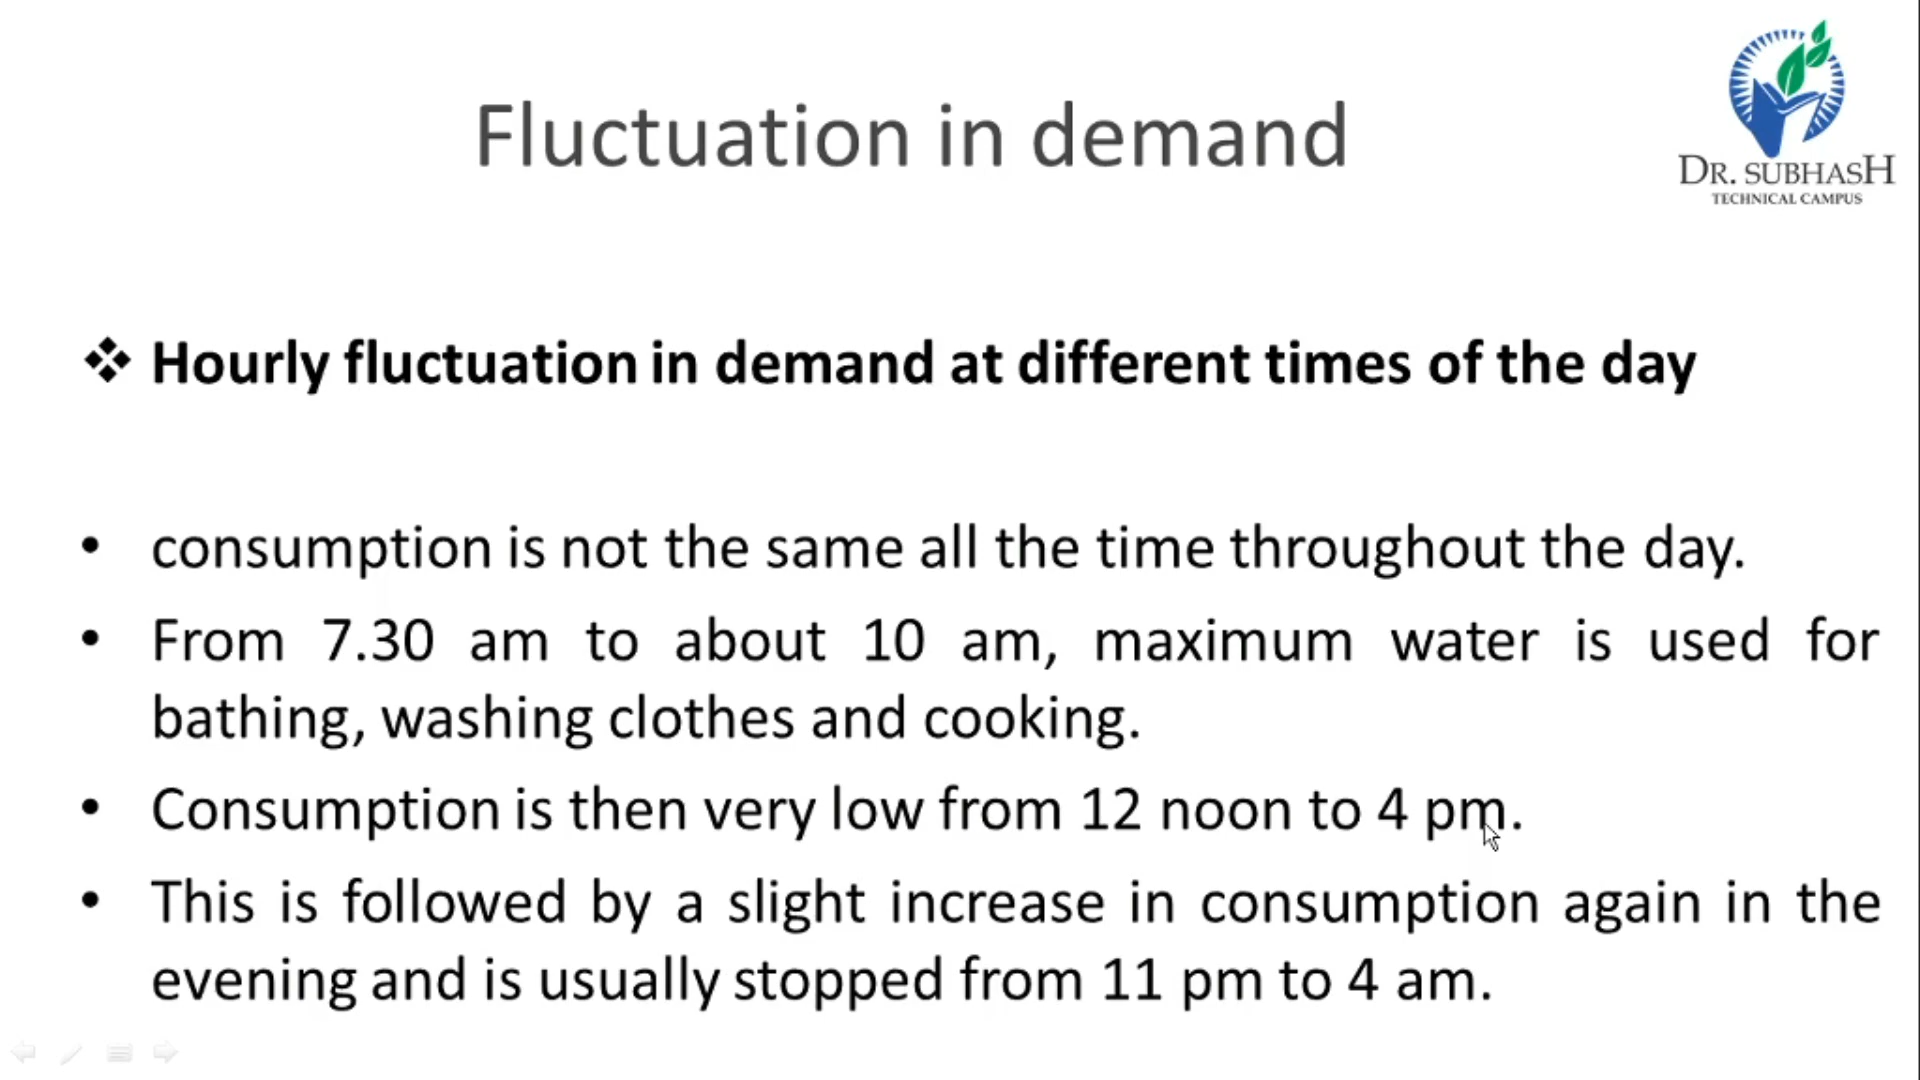 DR. SUBHASH
TECHNICAL CAMPUS
Fluctuation in demand
❖ Hourly fluctuation in demand at different times of the day
• consumption is not the same all the time throughout the day.
• From 7.30 am to about 10 am, maximum water is used for
bathing, washing clothes and cooking.
• Consumption is then very low from 12 noon to 4 pm.
• This is followed by a slight increase in consumption again in the
evening and is usually stopped from 11 pm to 4 am.